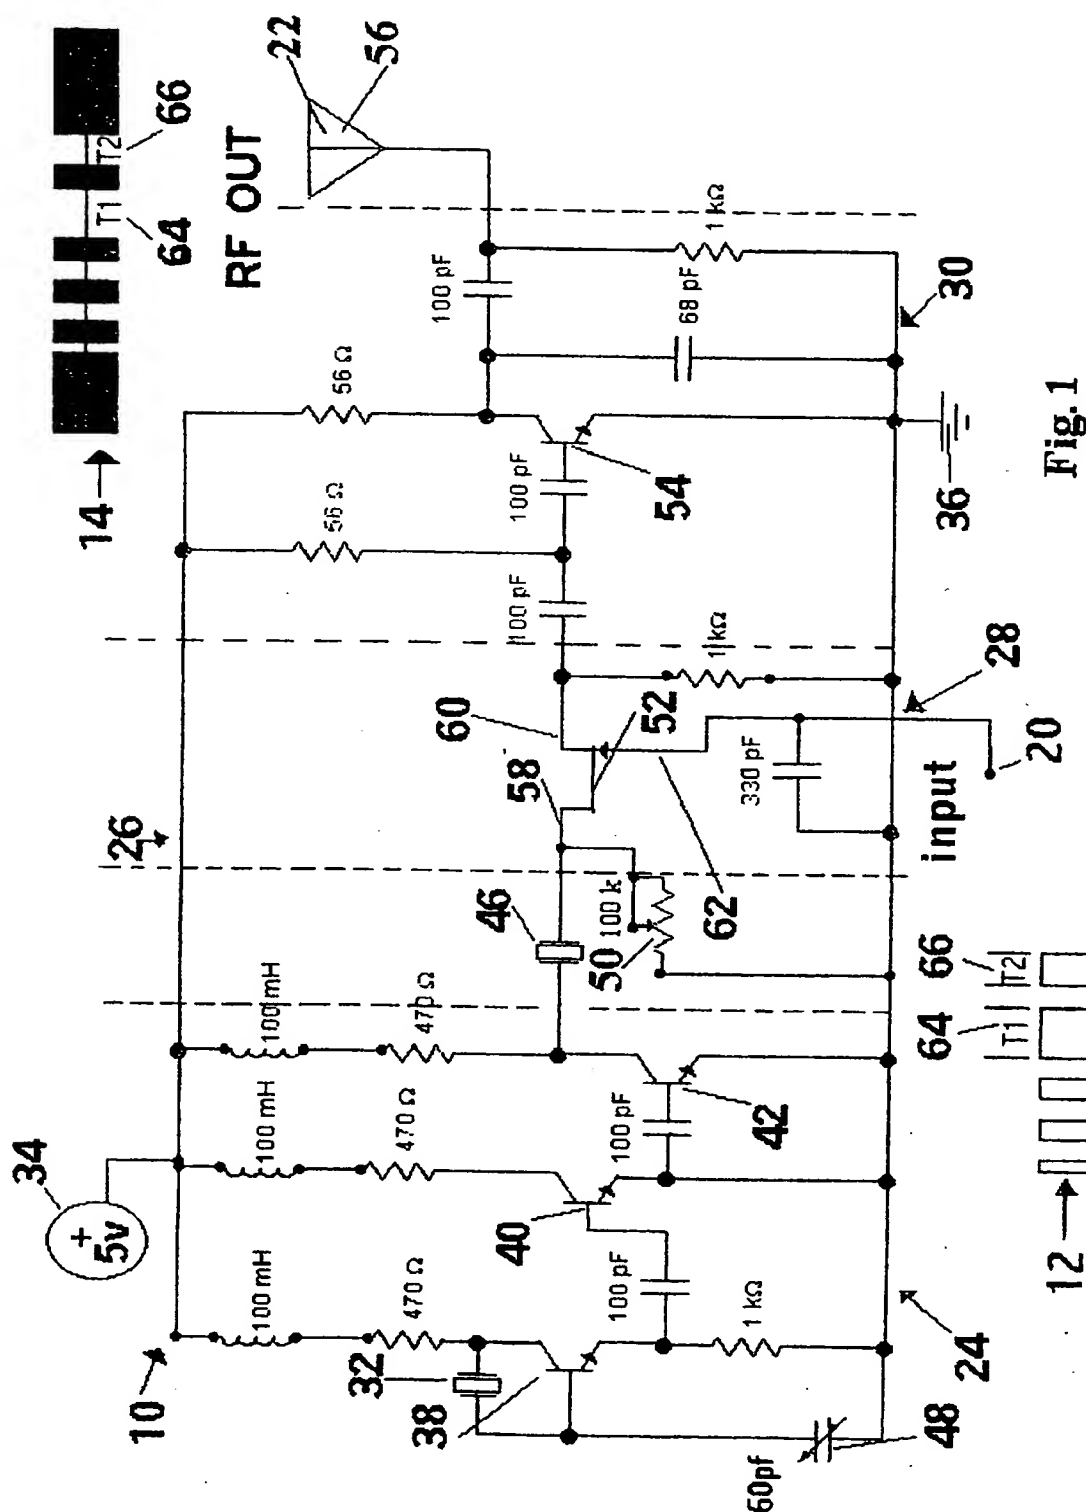 10
34
+
5v
26
14
T1
T2
64
66
RF OUT
22
56
100 mH
100 mH
100 mH
470 Ω
470 Ω
470 Ω
56 Ω
56 Ω
32
38
46
58
60
52
100 pF
100 pF
100 pF
40
100 pF
100 pF
42
100 k
50
62
54
1 kΩ
1 kΩ
68 pF
1 kΩ
330 pF
60pf
48
24
input
20
28
36
30
12
T1
T2
64
66
Fig. 1